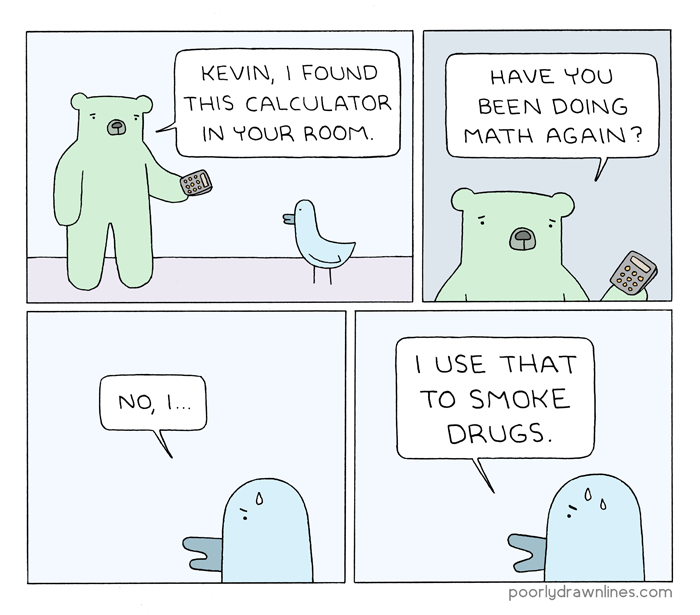 KEVIN, I FOUND
THIS CALCULATOR
IN YOUR ROOM.
HAVE YOU
BEEN DOING
MATH AGAIN?
NO, I...
I USE THAT
TO SMOKE
DRUGS.
poorlydrawnlines.com